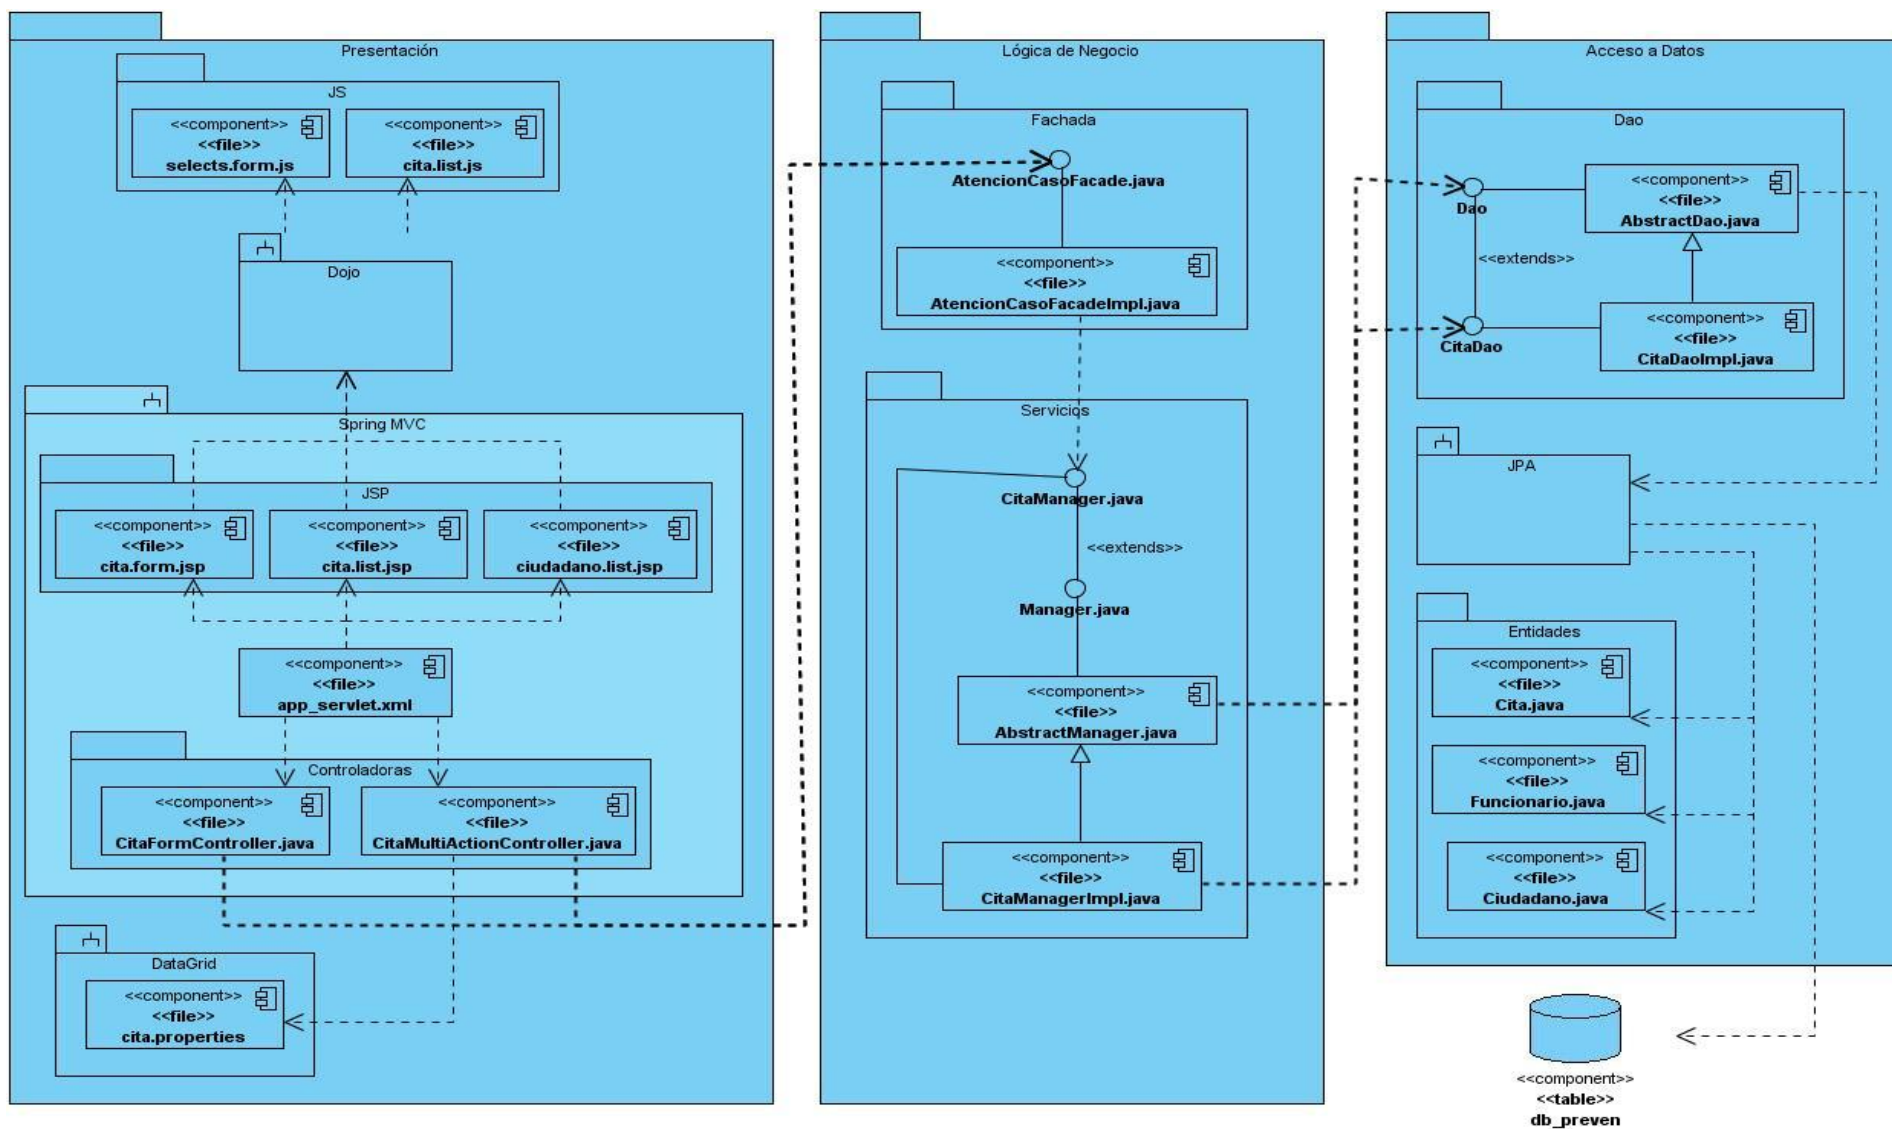 Presentación
JS
<<component>>
<<file>>
selects.form.js
<<component>>
<<file>>
cita.list.js
Dojo
Spring MVC
JSP
<<component>>
<<file>>
cita.form.jsp
<<component>>
<<file>>
cita.list.jsp
<<component>>
<<file>>
ciudadano.list.jsp
<<component>>
<<file>>
app_servlet.xml
Controladoras
<<component>>
<<file>>
CitaFormController.java
<<component>>
<<file>>
CitaMultiActionController.java
DataGrid
<<component>>
<<file>>
cita.properties
Lógica de Negocio
Fachada
AtencionCasoFacade.java
<<component>>
<<file>>
AtencionCasoFacadeImpl.java
Servicios
CitaManager.java
<<extends>>
Manager.java
<<component>>
<<file>>
AbstractManager.java
<<component>>
<<file>>
CitaManagerImpl.java
Acceso a Datos
Dao
Dao
<<component>>
<<file>>
AbstractDao.java
<<extends>>
CitaDao
<<component>>
<<file>>
CitaDaoImpl.java
JPA
Entidades
<<component>>
<<file>>
Cita.java
<<component>>
<<file>>
Funcionario.java
<<component>>
<<file>>
Ciudadano.java
<<component>>
<<table>>
db_preven